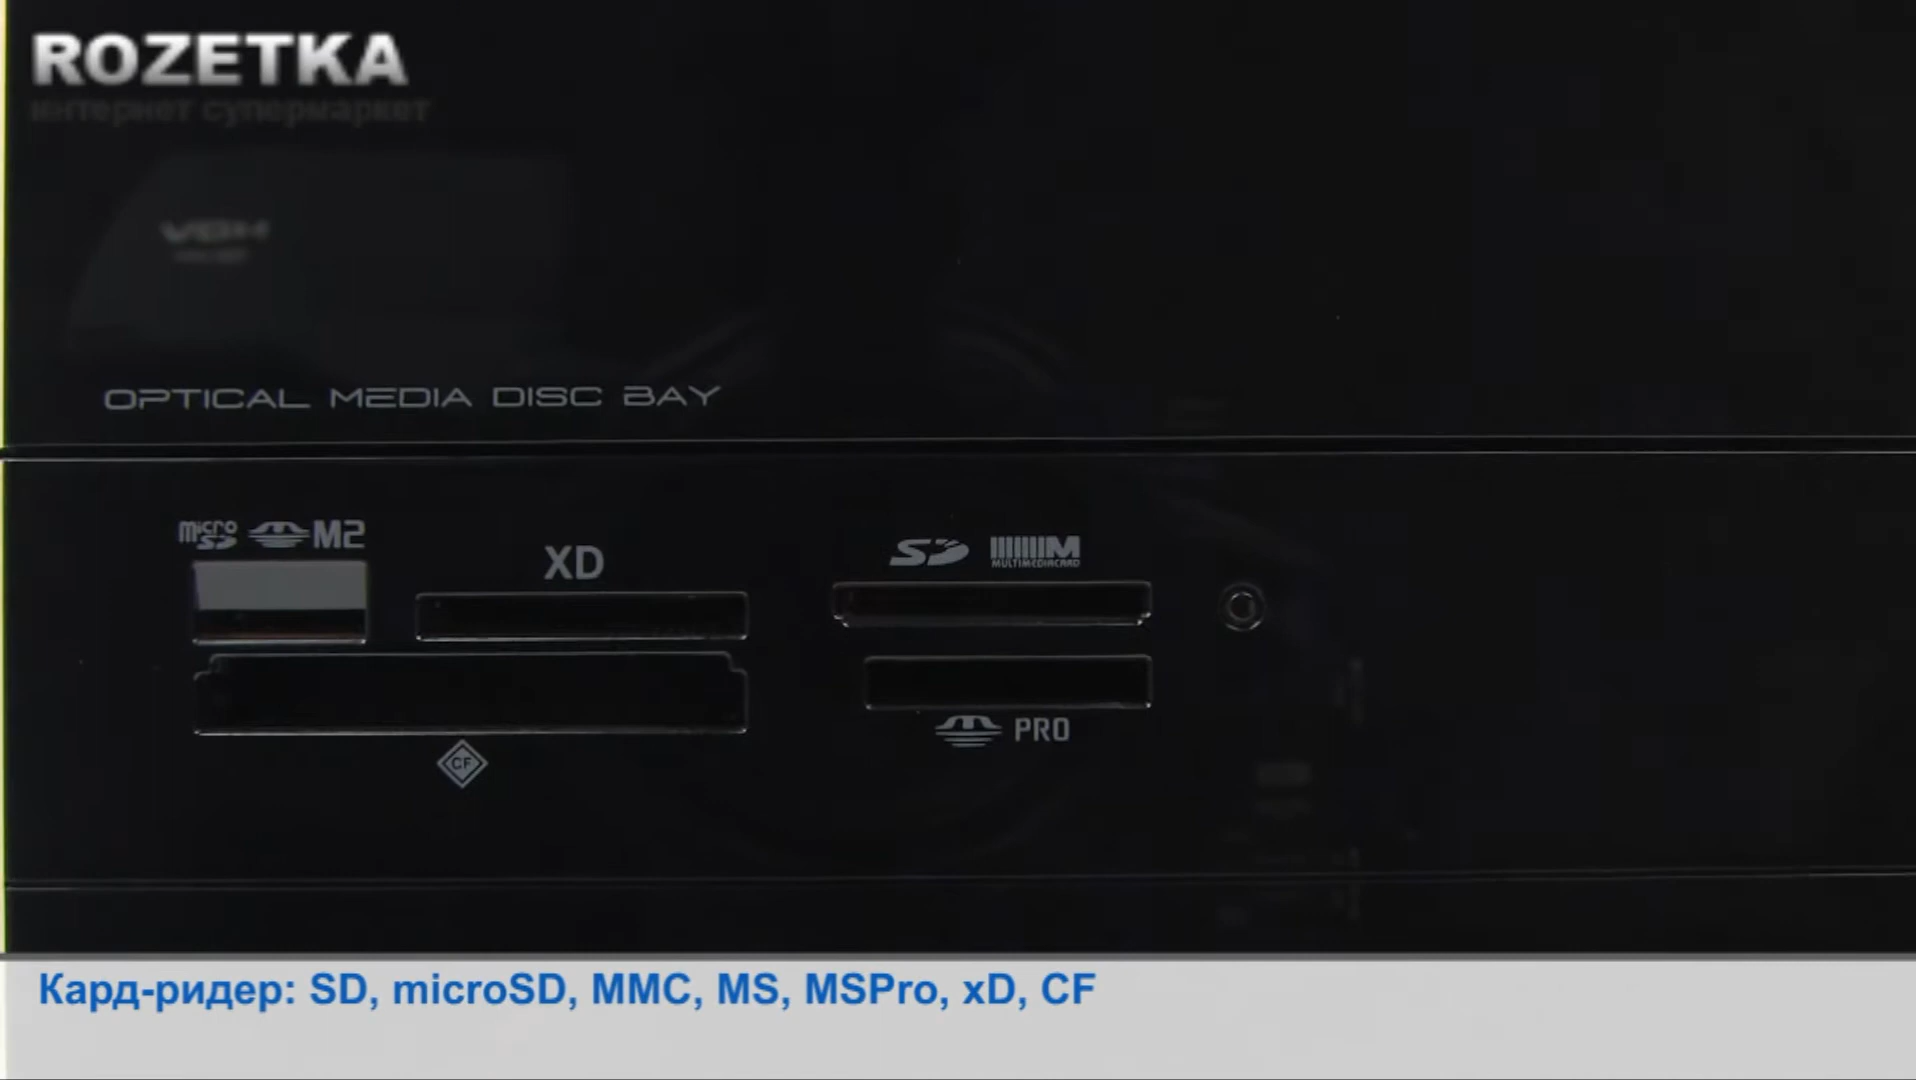 ROZETKA
интернет супермаркет
OPTICAL MEDIA DISC BAY
micro SD M2
XD
SD MULTIMEDIACARD
PRO
CF
Кард-ридер: SD, microSD, MMC, MS, MSPro, xD, CF